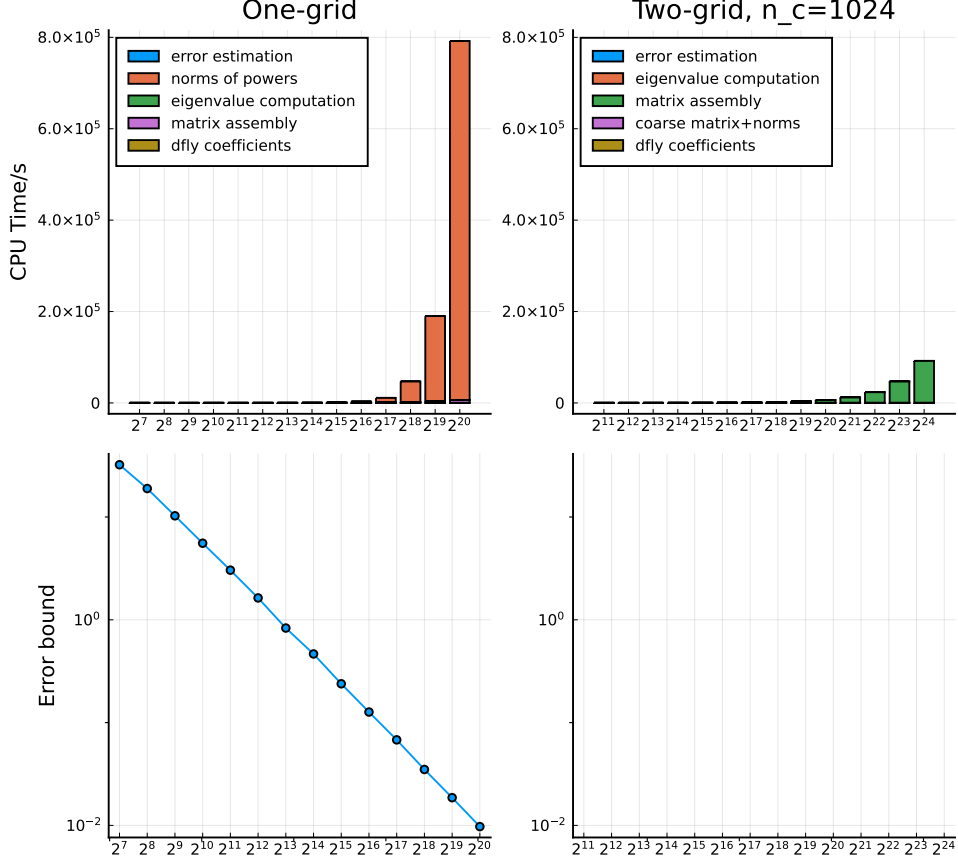 One-grid
Two-grid, n_c=1024
CPU Time/s
8.0×10⁵
6.0×10⁵
4.0×10⁵
2.0×10⁵
0
error estimation
norms of powers
eigenvalue computation
matrix assembly
dfly coefficients
2⁷ 2⁸ 2⁹ 2¹⁰ 2¹¹ 2¹² 2¹³ 2¹⁴ 2¹⁵ 2¹⁶ 2¹⁷ 2¹⁸ 2¹⁹ 2²⁰
8.0×10⁵
6.0×10⁵
4.0×10⁵
2.0×10⁵
0
error estimation
eigenvalue computation
matrix assembly
coarse matrix+norms
dfly coefficients
2¹¹ 2¹² 2¹³ 2¹⁴ 2¹⁵ 2¹⁶ 2¹⁷ 2¹⁸ 2¹⁹ 2²⁰ 2²¹ 2²² 2²³ 2²⁴
Error bound
10⁰
10⁻²
2⁷ 2⁸ 2⁹ 2¹⁰ 2¹¹ 2¹² 2¹³ 2¹⁴ 2¹⁵ 2¹⁶ 2¹⁷ 2¹⁸ 2¹⁹ 2²⁰
10⁰
10⁻²
2¹¹ 2¹² 2¹³ 2¹⁴ 2¹⁵ 2¹⁶ 2¹⁷ 2¹⁸ 2¹⁹ 2²⁰ 2²¹ 2²² 2²³ 2²⁴